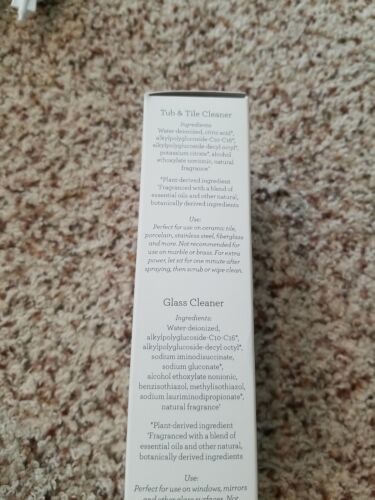 Tub & Tile Cleaner
Ingredients:
Water-deionized, citric acid*,
alkylpolyglucoside-C10-C16*,
alkylpolyglucoside-decyl octyl*,
potassium citrate*, alcohol
ethoxylate nonionic, natural
fragrance†
*Plant-derived ingredient
†Fragranced with a blend of
essential oils and other natural,
botanically derived ingredients
Use:
Perfect for use on ceramic tile,
porcelain, stainless steel, fiberglass
and more. Not recommended for
use on marble or brass. For extra
power, let sit for one minute after
spraying, then scrub or wipe clean.
Glass Cleaner
Ingredients:
Water-deionized,
alkylpolyglucoside-C10-C16*,
alkylpolyglucoside-decyl octyl*,
sodium iminodisuccinate,
sodium gluconate*,
alcohol ethoxylate nonionic,
benzisothiazol, methylisothiazol,
sodium lauriminodipropionate*,
natural fragrance†
*Plant-derived ingredient
†Fragranced with a blend of
essential oils and other natural,
botanically derived ingredients
Use:
Perfect for use on windows, mirrors
and other glass surfaces. Not